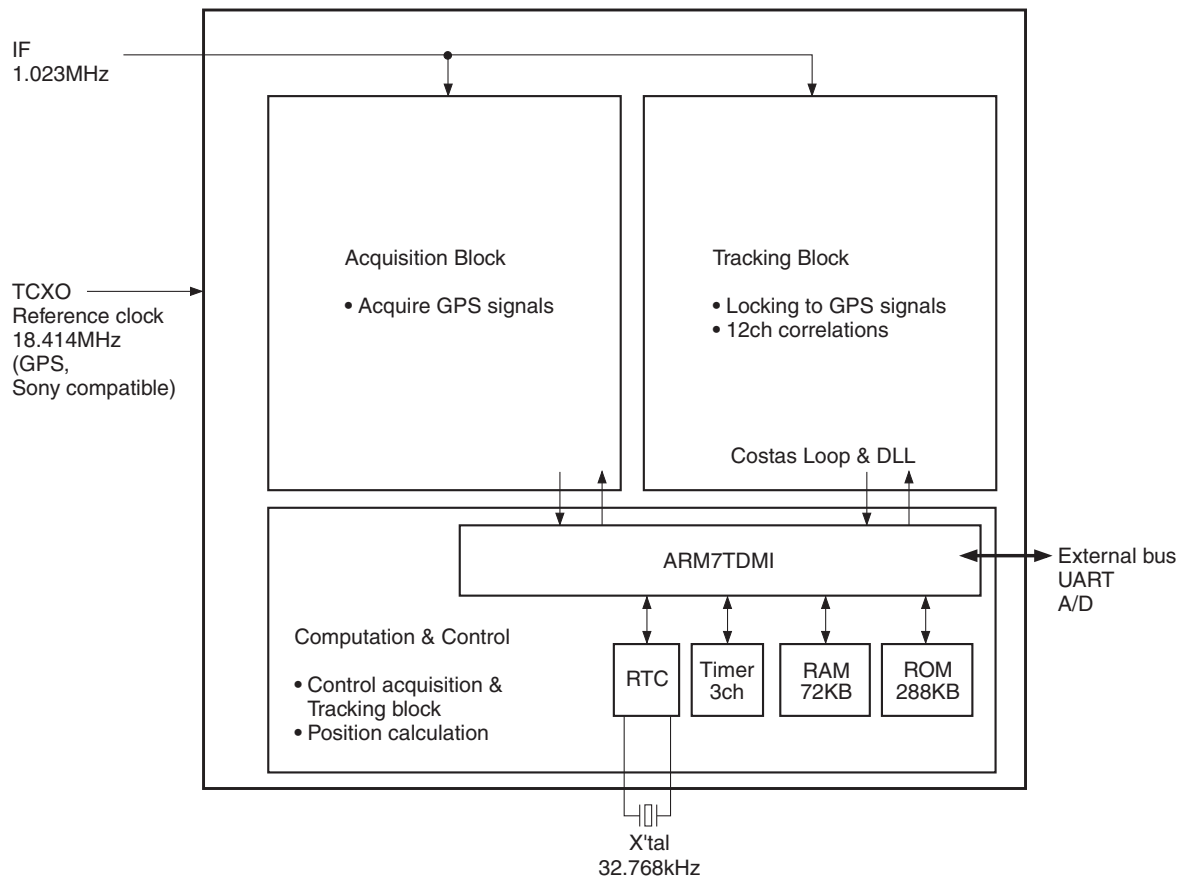 IF
1.023MHz
Acquisition Block
• Acquire GPS signals
Tracking Block
• Locking to GPS signals
• 12ch correlations
TCXO
Reference clock
18.414MHz
(GPS,
Sony compatible)
Costas Loop & DLL
ARM7TDMI
External bus
UART
A/D
Computation & Control
• Control acquisition &
Tracking block
• Position calculation
RTC
Timer
3ch
RAM
72KB
ROM
288KB
X'tal
32.768kHz